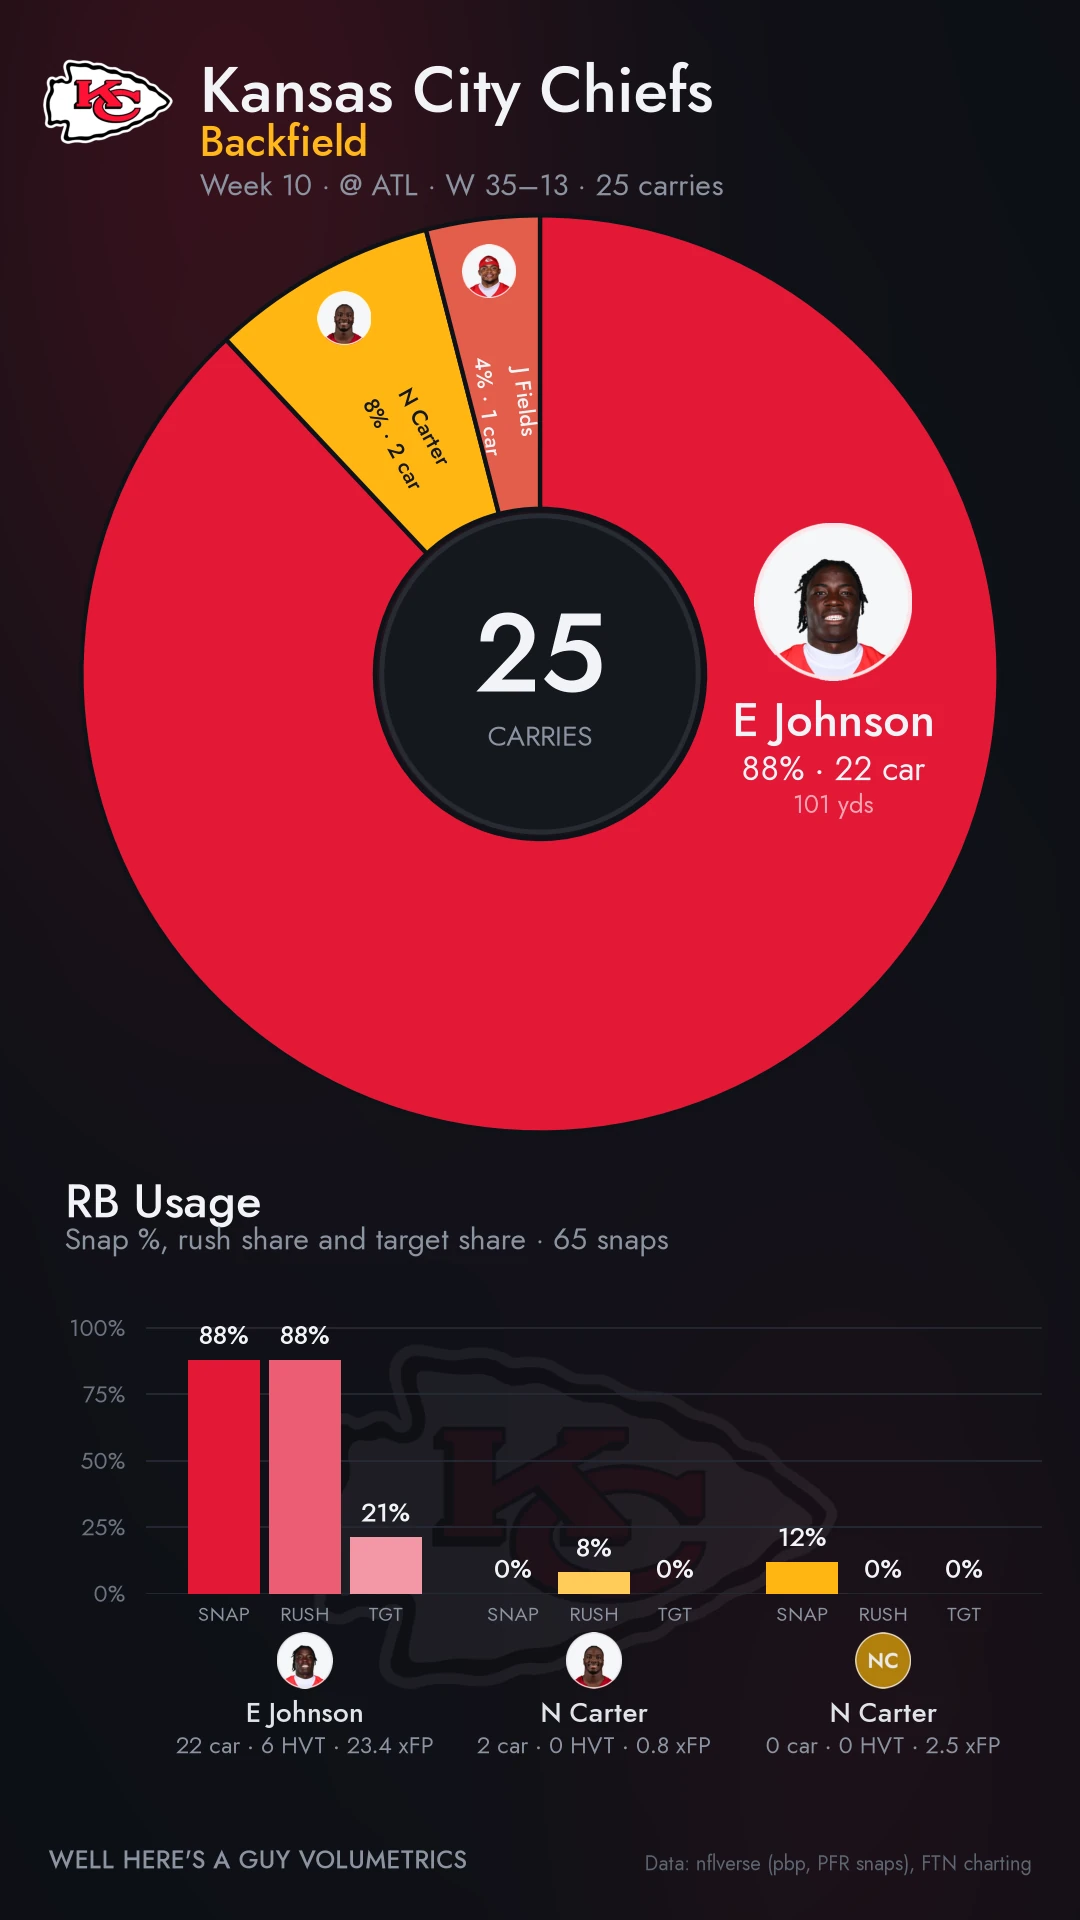 KC
Kansas City Chiefs
Backfield
Week 10 · @ ATL · W 35–13 · 25 carries
N Carter
8% · 2 car
J Fields
4% · 1 car
25
CARRIES
E Johnson
88% · 22 car
101 yds
RB Usage
Snap %, rush share and target share · 65 snaps
100%
75%
50%
25%
0%
88% 88% 21%
0% 8% 0%
12% 0% 0%
SNAP RUSH TGT SNAP RUSH TGT SNAP RUSH TGT
NC
E Johnson N Carter N Carter
22 car · 6 HVT · 23.4 xFP 2 car · 0 HVT · 0.8 xFP 0 car · 0 HVT · 2.5 xFP
WELL HERE'S A GUY VOLUMETRICS
Data: nflverse (pbp, PFR snaps), FTN charting